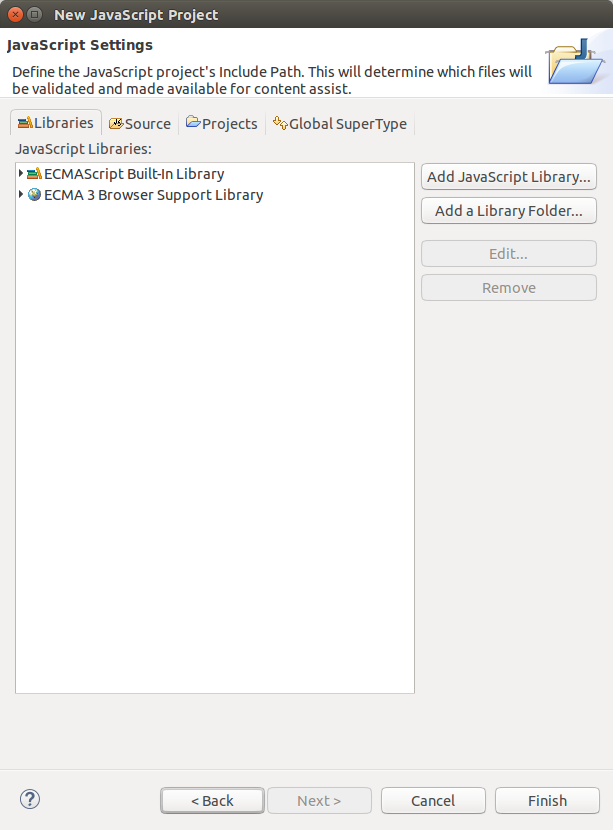 New JavaScript Project
JavaScript Settings
Define the JavaScript project's Include Path. This will determine which files will
be validated and made available for content assist.
Libraries
Source
Projects
Global SuperType
JavaScript Libraries:
ECMAScript Built-In Library
ECMA 3 Browser Support Library
Add JavaScript Library...
Add a Library Folder...
Edit...
Remove
?
< Back
Next >
Cancel
Finish